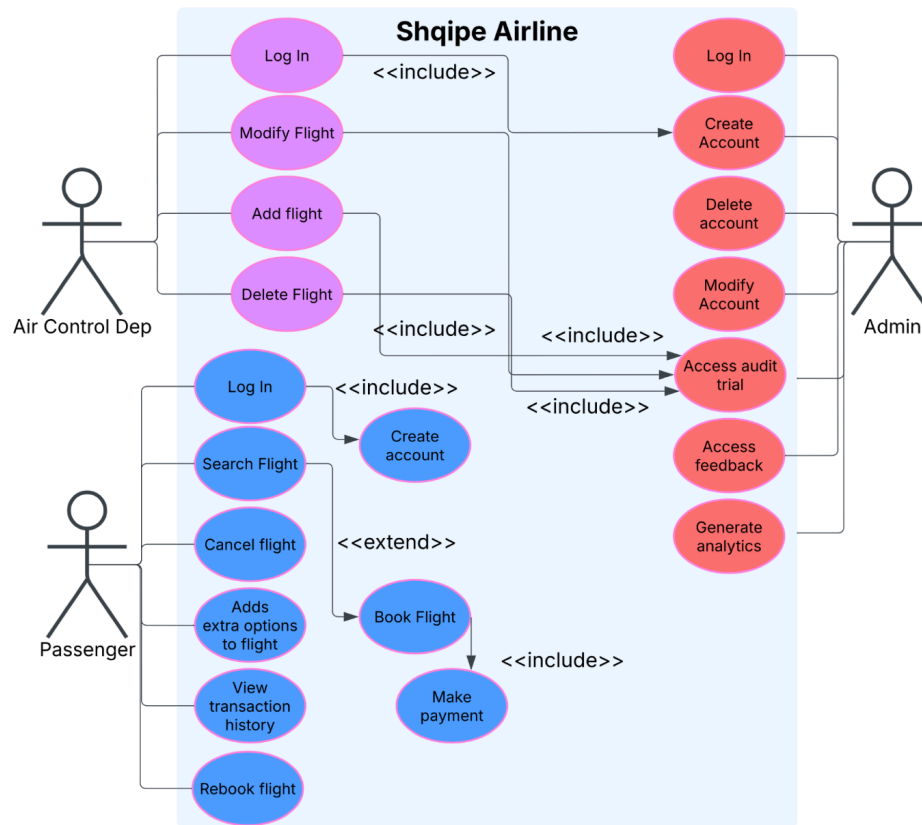 Shqipe Airline
Log In
<<include>>
Log In
Modify Flight
Create
Account
Add flight
Delete
account
Delete Flight
Modify
Account
Air Control Dep
Admin
<<include>>
<<include>>
Access audit
trial
<<include>>
Log In
<<include>>
Create
account
Search Flight
Access
feedback
Cancel flight
<<extend>>
Generate
analytics
Adds
extra options
to flight
Book Flight
Passenger
<<include>>
View
transaction
history
Make
payment
Rebook flight